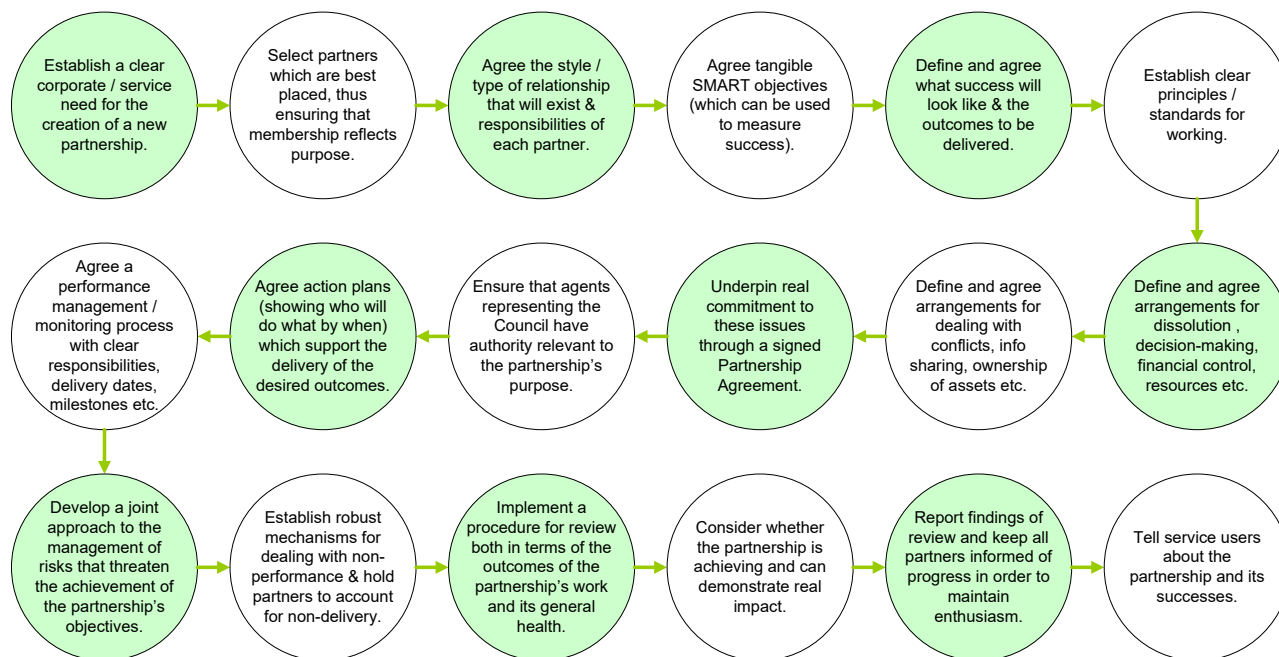 Establish a clear
corporate / service
need for the
creation of a new
partnership.
Select partners
which are best
placed, thus
ensuring that
membership reflects
purpose.
Agree the style /
type of relationship
that will exist &
responsibilities of
each partner.
Agree tangible
SMART objectives
(which can be used
to measure
success).
Define and agree
what success will
look like & the
outcomes to be
delivered.
Establish clear
principles /
standards for
working.
Define and agree
arrangements for
dissolution ,
decision-making,
financial control,
resources etc.
Define and agree
arrangements for
dealing with
conflicts, info
sharing, ownership
of assets etc.
Underpin real
commitment to
these issues
through a signed
Partnership
Agreement.
Ensure that agents
representing the
Council have
authority relevant to
the partnership's
purpose.
Agree action plans
(showing who will
do what by when)
which support the
delivery of the
desired outcomes.
Agree a
performance
management /
monitoring process
with clear
responsibilities,
delivery dates,
milestones etc.
Develop a joint
approach to the
management of
risks that threaten
the achievement of
the partnership's
objectives.
Establish robust
mechanisms for
dealing with non-
performance & hold
partners to account
for non-delivery.
Implement a
procedure for review
both in terms of the
outcomes of the
partnership's work
and its general
health.
Consider whether
the partnership is
achieving and can
demonstrate real
impact.
Report findings of
review and keep all
partners informed of
progress in order to
maintain
enthusiasm.
Tell service users
about the
partnership and its
successes.